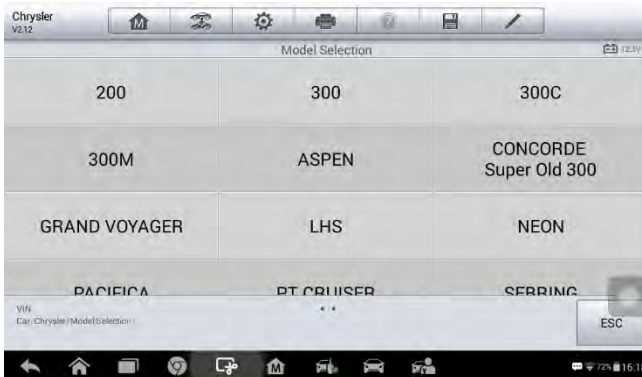 Chrysler
V2.12
Model Selection
12.3V
200
300
300C
300M
ASPEN
CONCORDE
Super Old 300
GRAND VOYAGER
LHS
NEON
PACIFICA
PT CRUISER
SEBRING
VIN
Car: Chrysler/Model Selection
ESC
72%